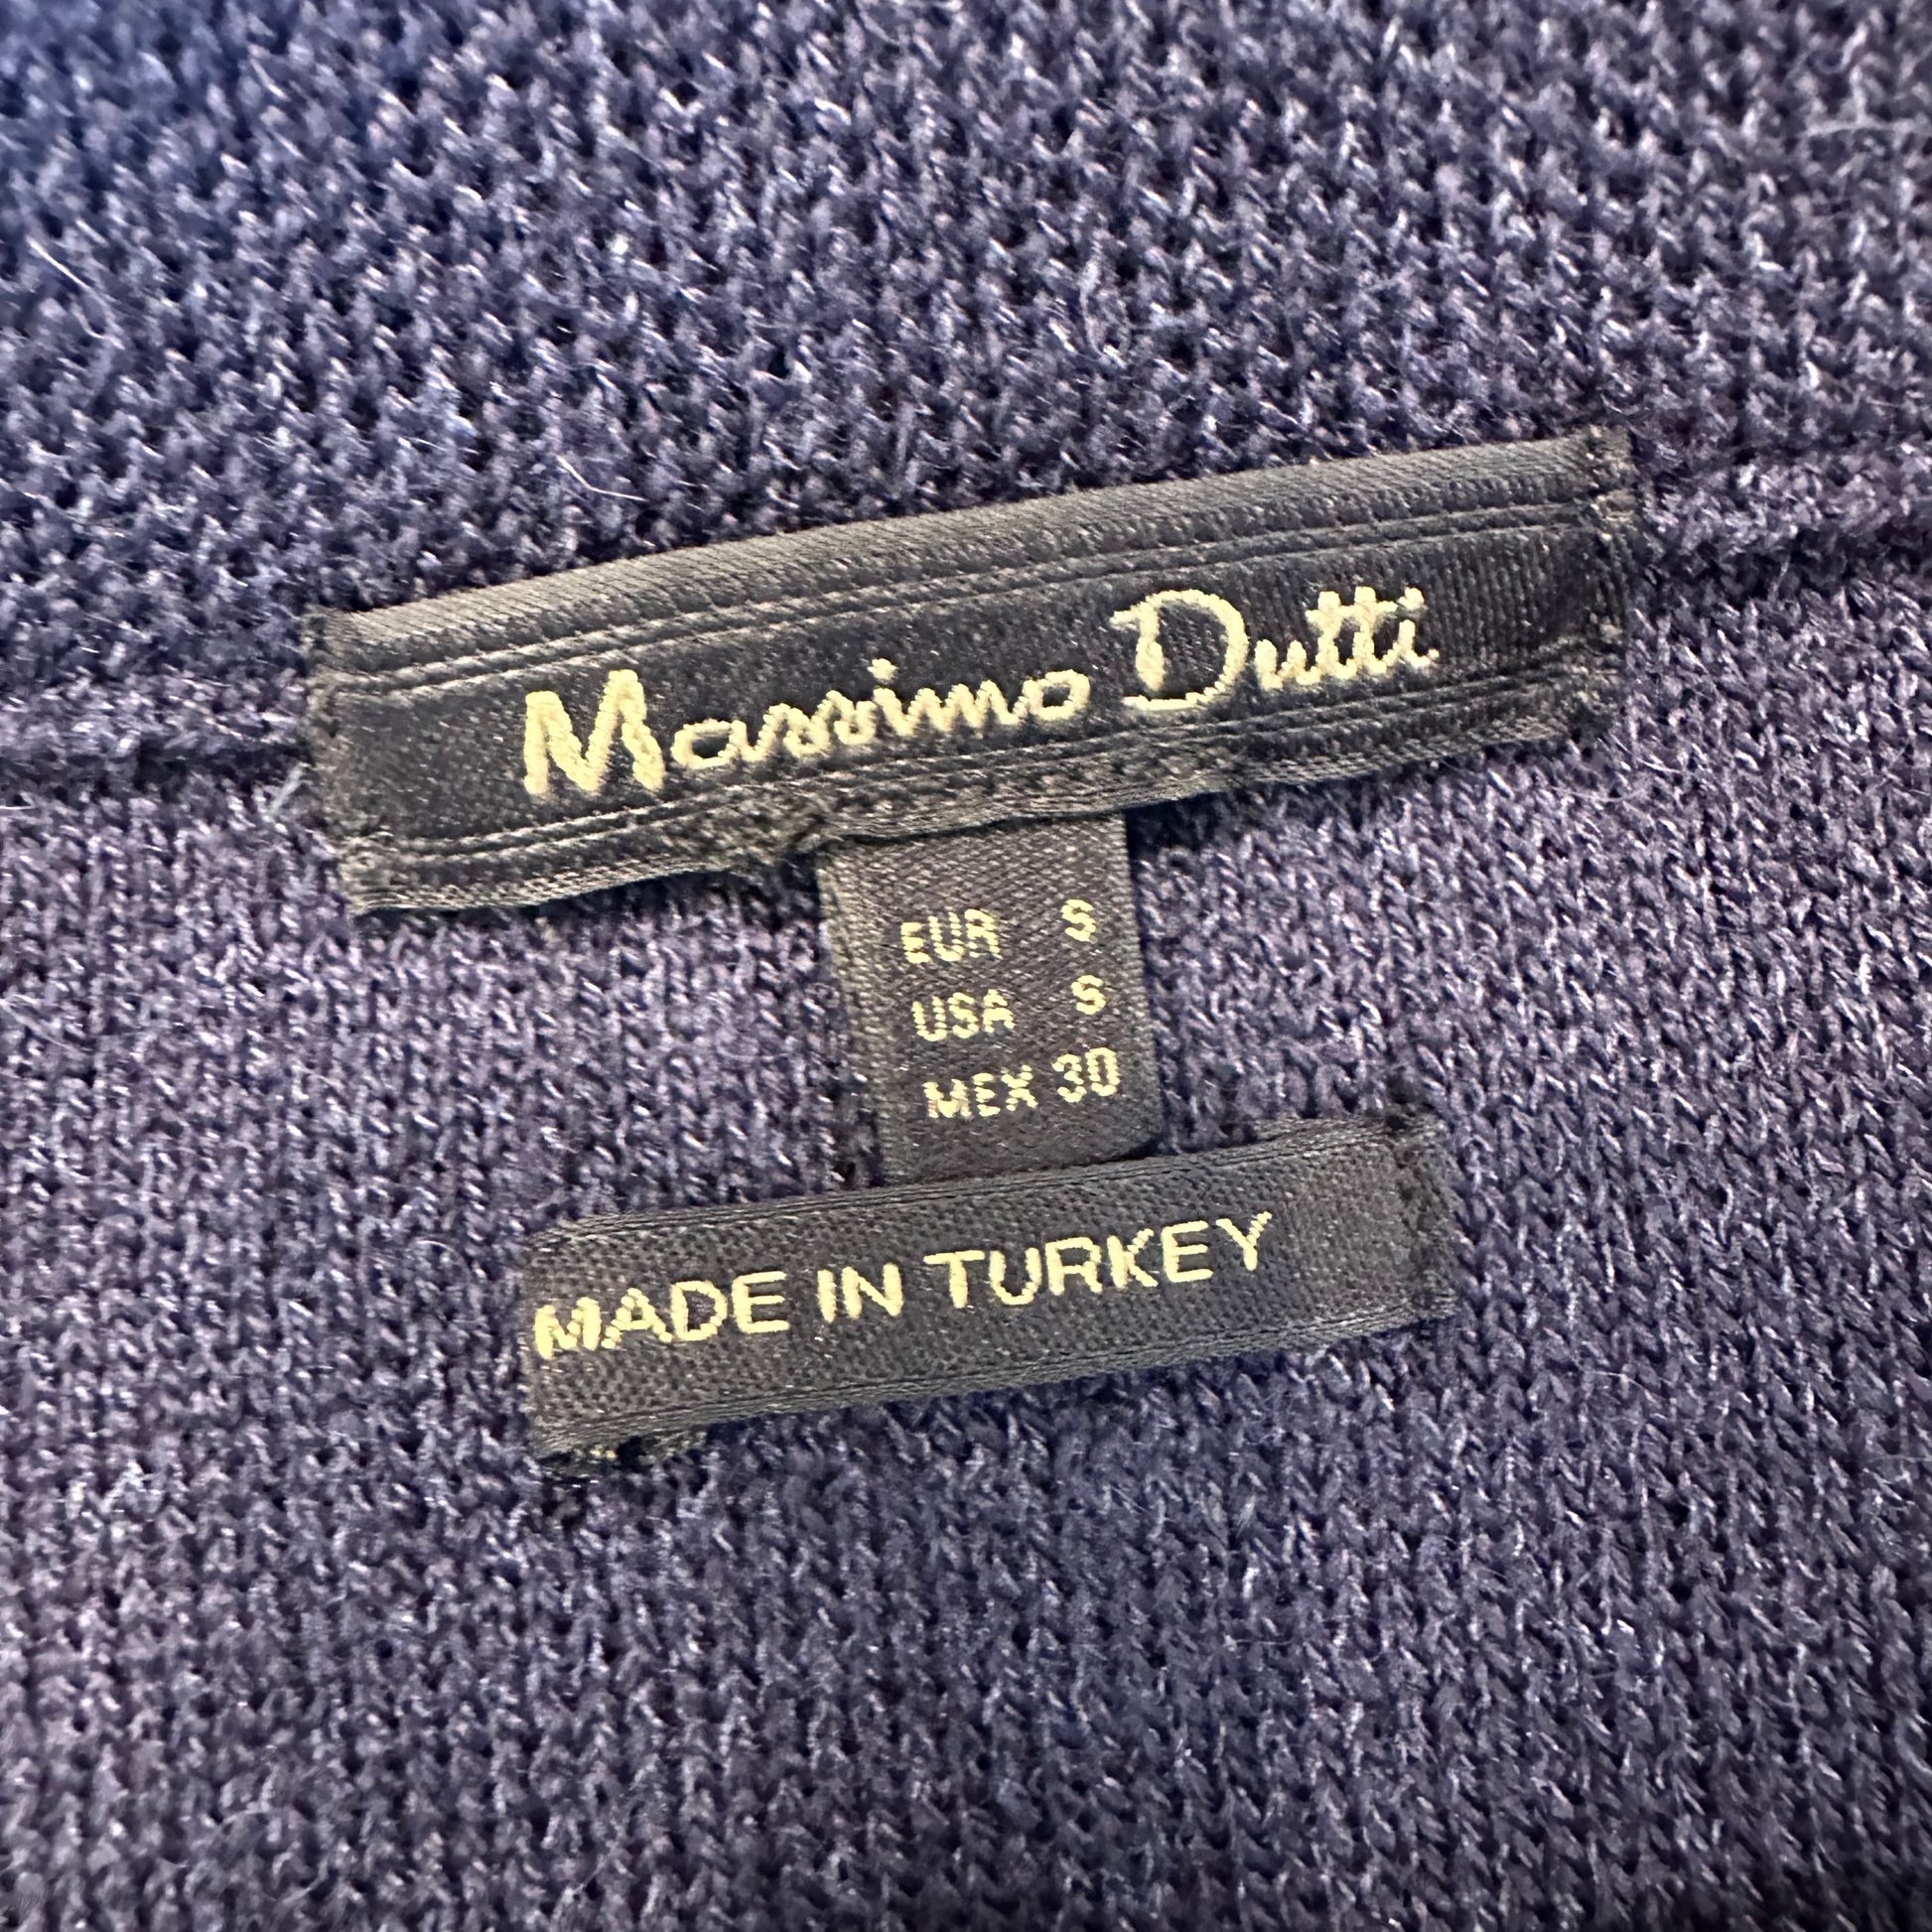 Massimo Dutti
EUR S
USA S
MEX 30
MADE IN TURKEY